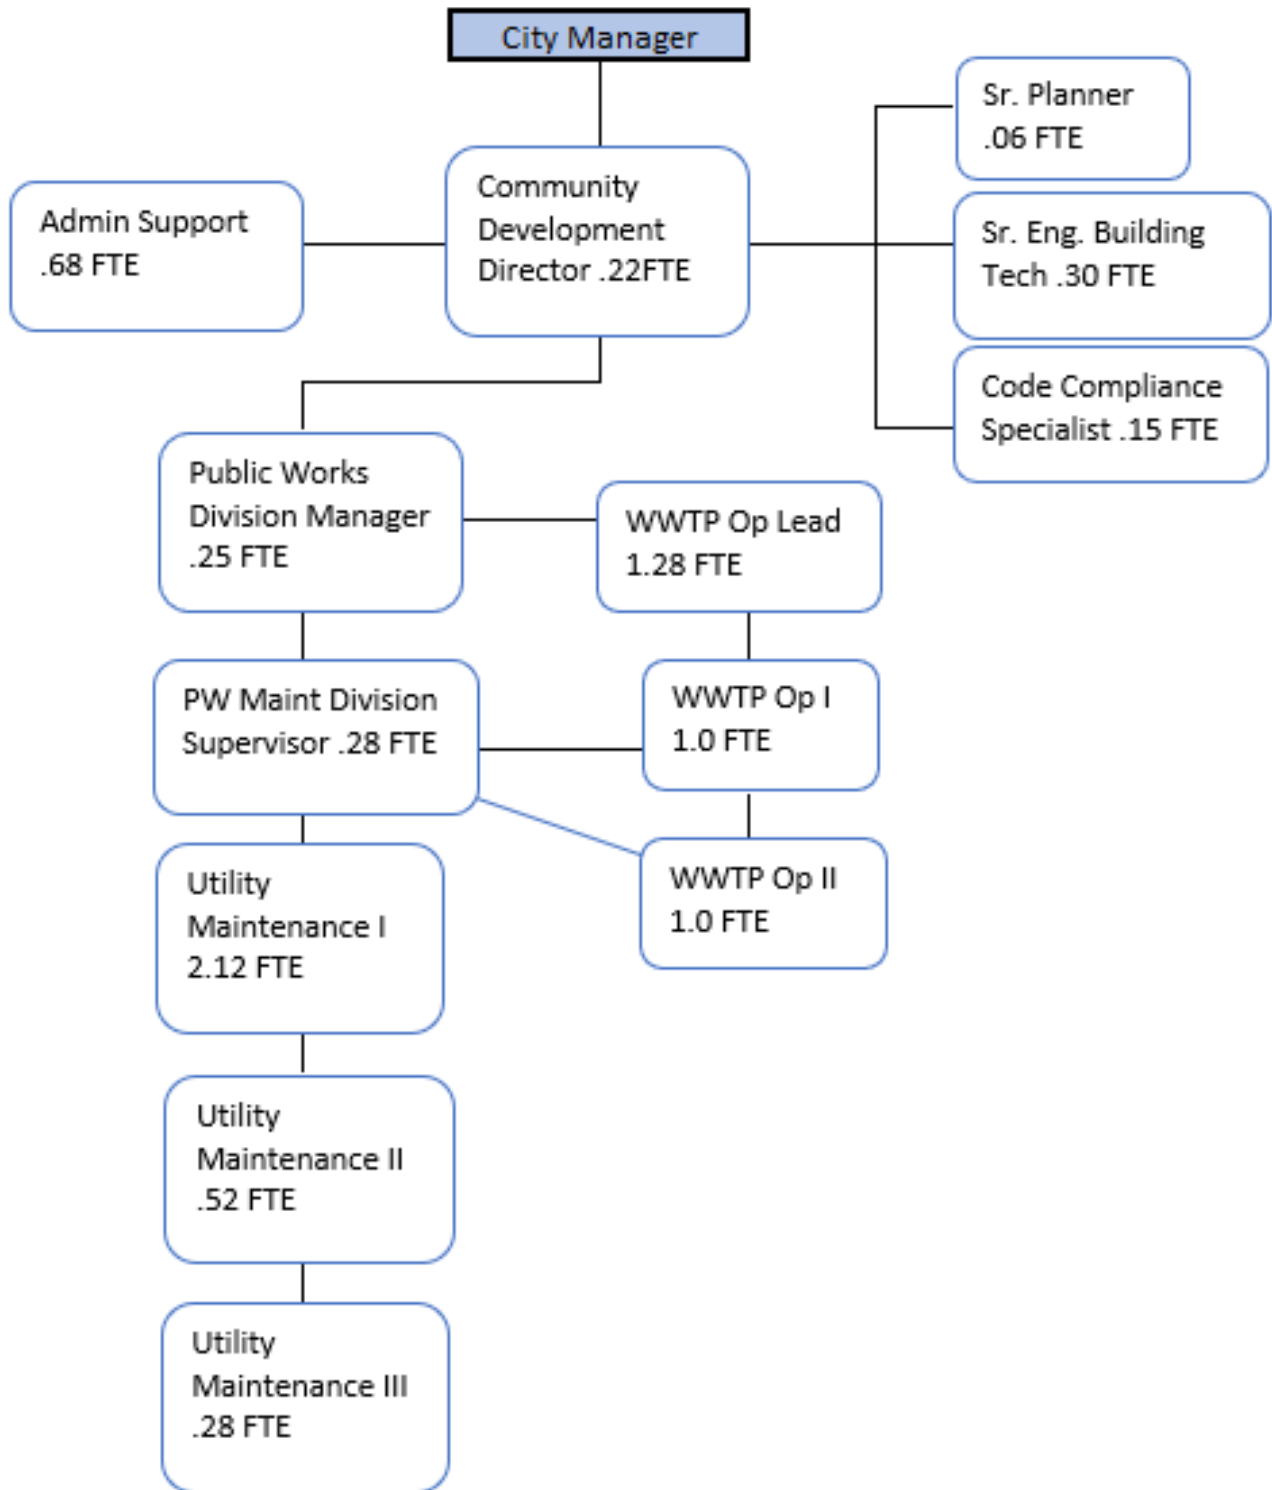 City Manager
Sr. Planner
.06 FTE
Community
Development
Director .22FTE
Admin Support
.68 FTE
Sr. Eng. Building
Tech .30 FTE
Code Compliance
Specialist .15 FTE
Public Works
Division Manager
.25 FTE
WWTP Op Lead
1.28 FTE
PW Maint Division
Supervisor .28 FTE
WWTP Op I
1.0 FTE
Utility
Maintenance I
2.12 FTE
WWTP Op II
1.0 FTE
Utility
Maintenance II
.52 FTE
Utility
Maintenance III
.28 FTE